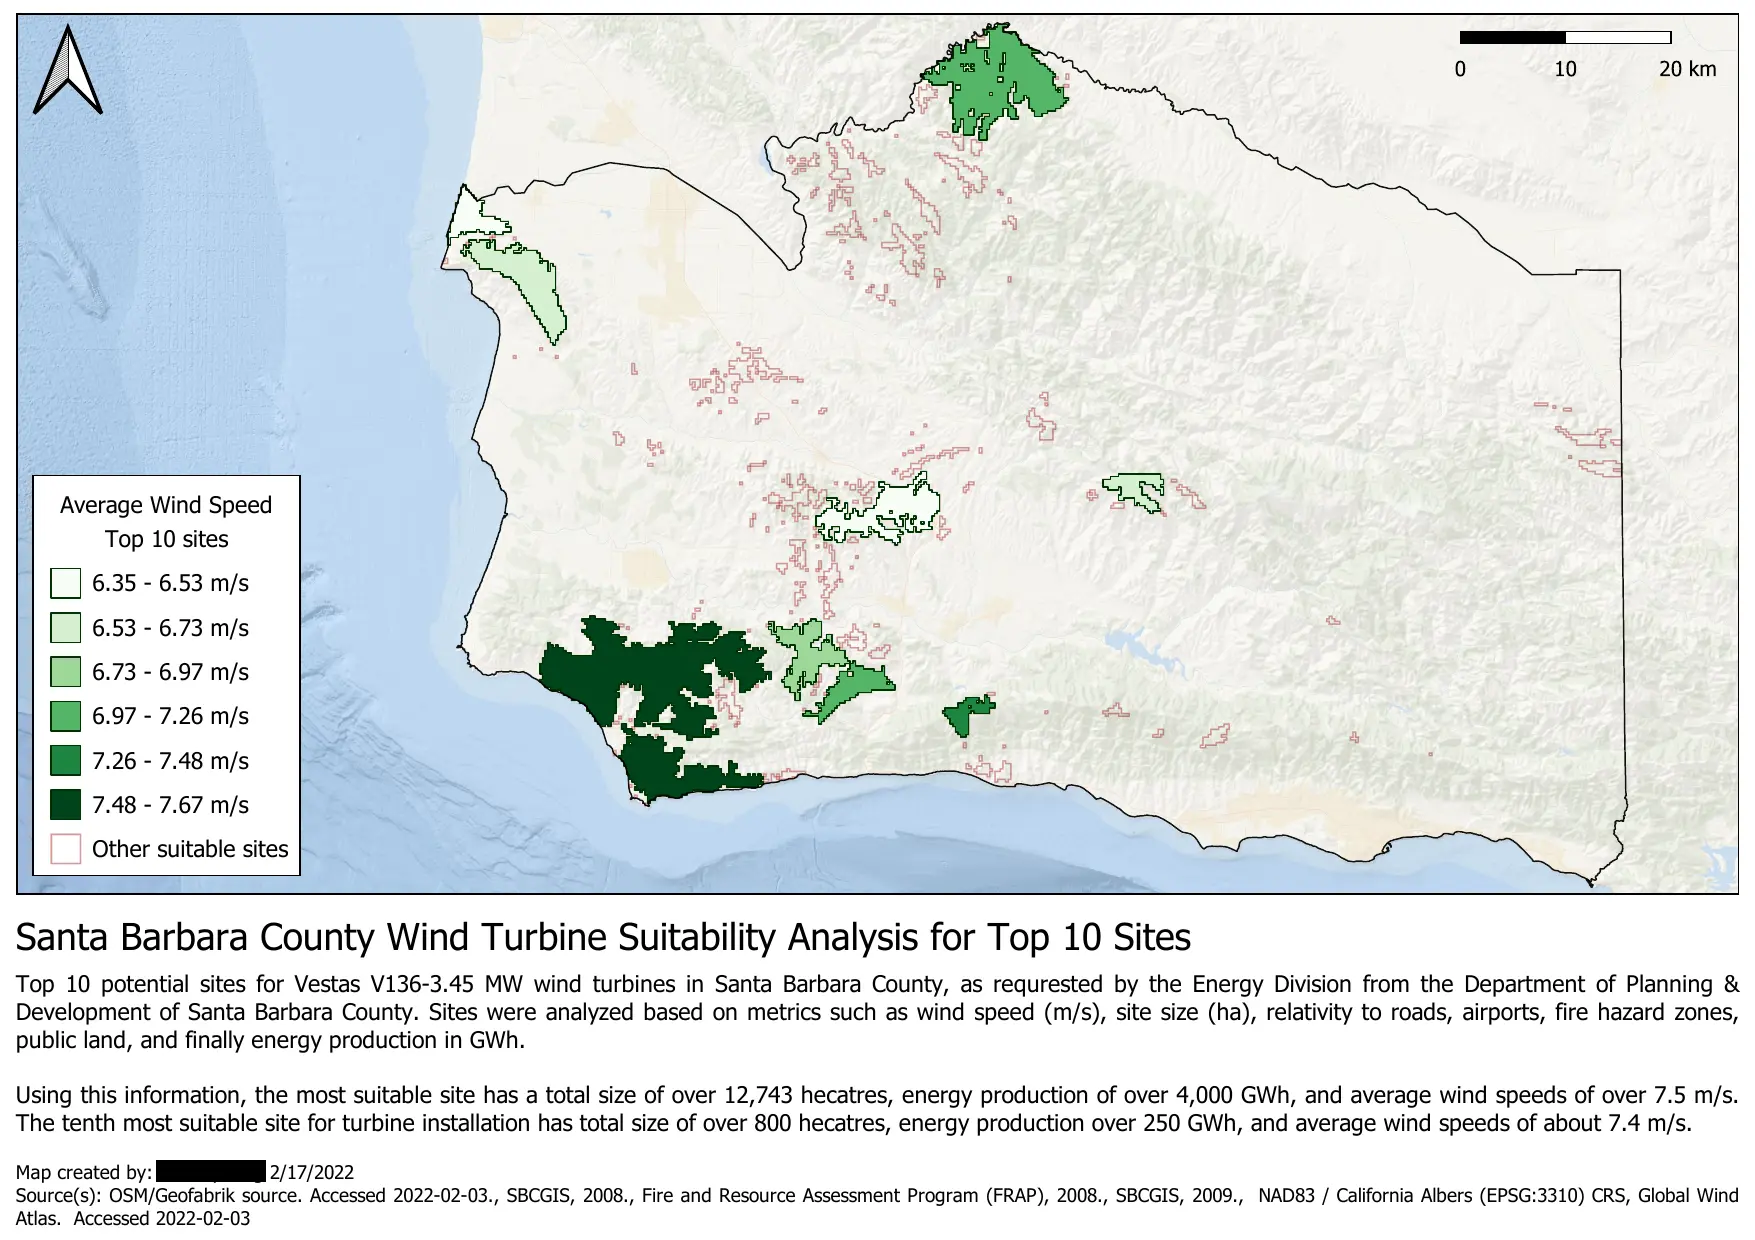 0 10 20 km
Average Wind Speed
Top 10 sites
6.35 - 6.53 m/s
6.53 - 6.73 m/s
6.73 - 6.97 m/s
6.97 - 7.26 m/s
7.26 - 7.48 m/s
7.48 - 7.67 m/s
Other suitable sites
Santa Barbara County Wind Turbine Suitability Analysis for Top 10 Sites
Top 10 potential sites for Vestas V136-3.45 MW wind turbines in Santa Barbara County, as requrested by the Energy Division from the Department of Planning &
Development of Santa Barbara County. Sites were analyzed based on metrics such as wind speed (m/s), site size (ha), relativity to roads, airports, fire hazard zones,
public land, and finally energy production in GWh.
Using this information, the most suitable site has a total size of over 12,743 hecatres, energy production of over 4,000 GWh, and average wind speeds of over 7.5 m/s.
The tenth most suitable site for turbine installation has total size of over 800 hecatres, energy production over 250 GWh, and average wind speeds of about 7.4 m/s.
Map created by: 2/17/2022
Source(s): OSM/Geofabrik source. Accessed 2022-02-03., SBCGIS, 2008., Fire and Resource Assessment Program (FRAP), 2008., SBCGIS, 2009., NAD83 / California Albers (EPSG:3310) CRS, Global Wind
Atlas. Accessed 2022-02-03